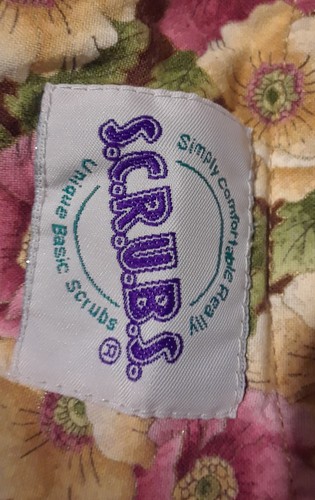 Simply Comfortable Really
S.C.R.U.B.S.®
Unique Basic Scrubs